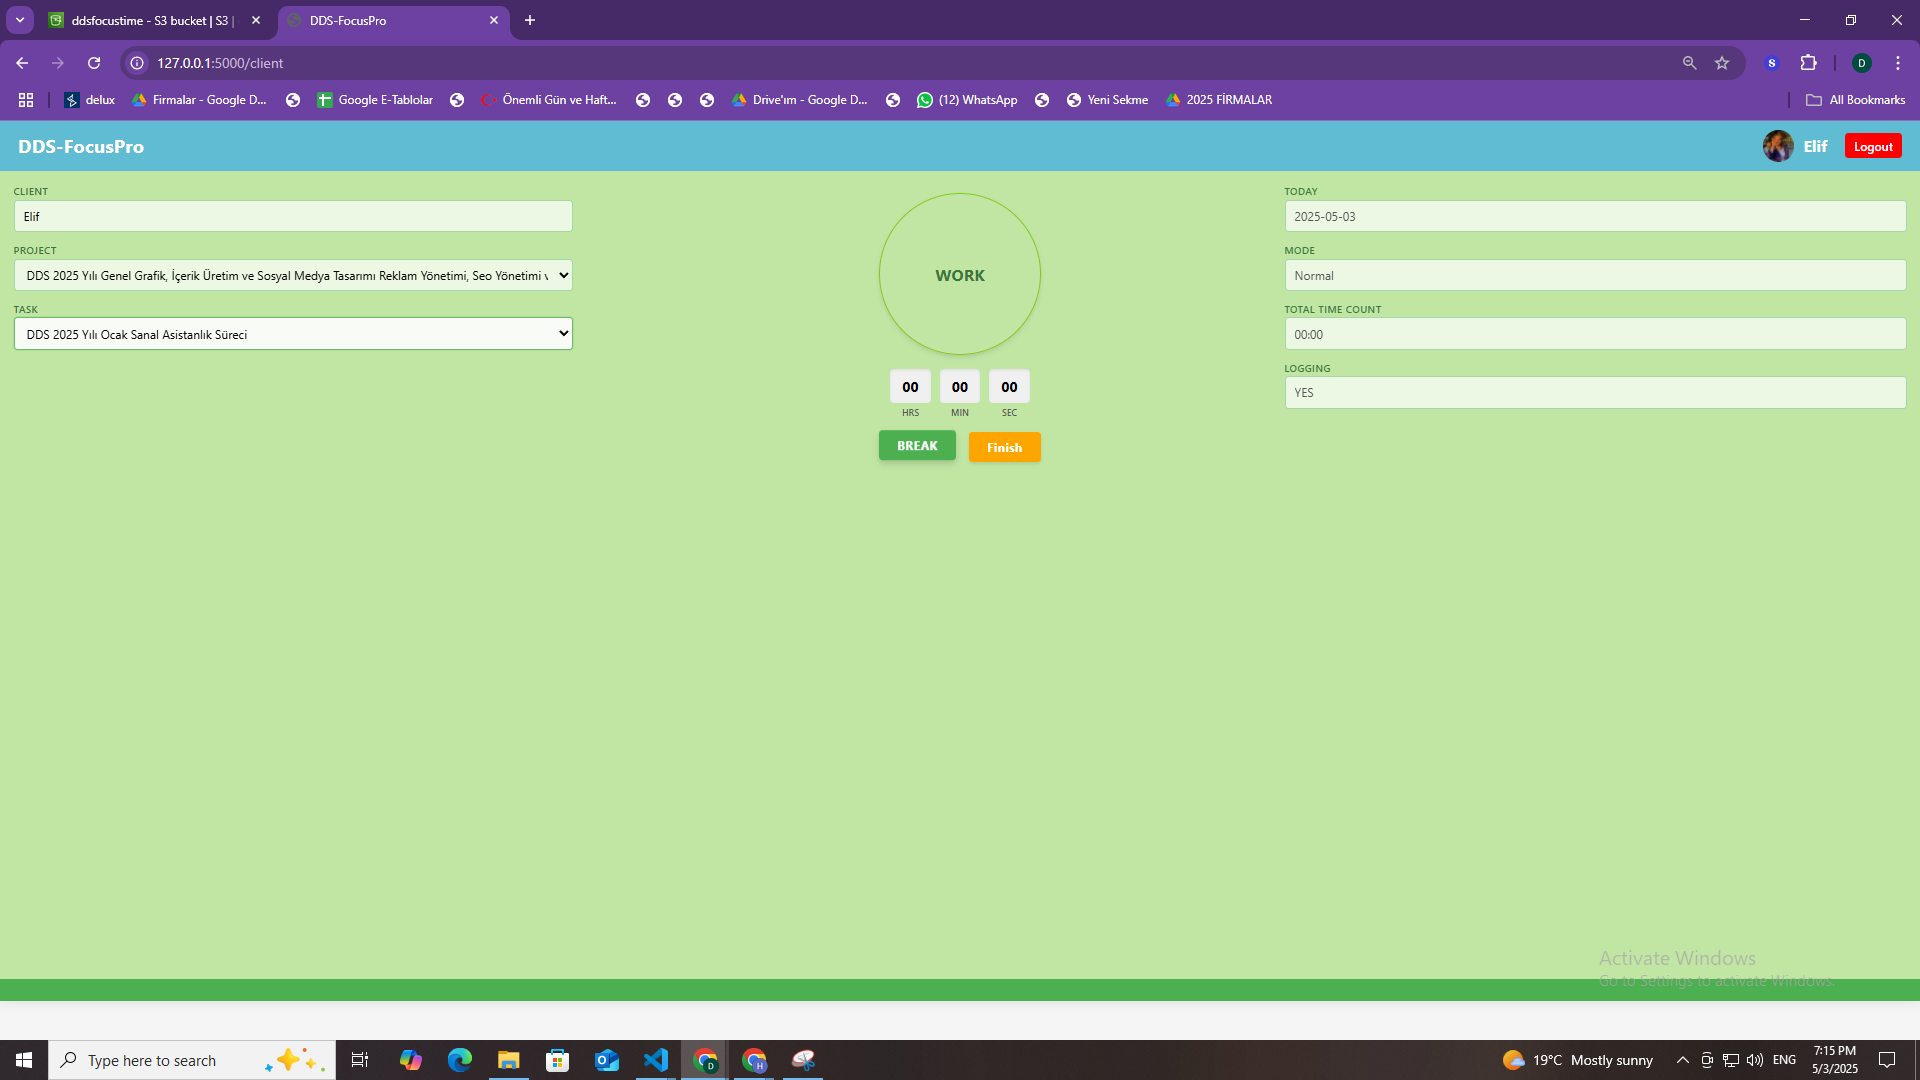 ddsfocustime - S3 bucket | S3 |
DDS-FocusPro
127.0.0.1:5000/client
S
D
delux
Firmalar - Google D...
Google E-Tablolar
Önemli Gün ve Haft...
Drive'ım - Google D...
(12) WhatsApp
Yeni Sekme
2025 FİRMALAR
All Bookmarks
DDS-FocusPro
Elif
Logout
CLIENT
Elif
PROJECT
DDS 2025 Yılı Genel Grafik, İçerik Üretim ve Sosyal Medya Tasarımı Reklam Yönetimi, Seo Yönetimi
TASK
DDS 2025 Yılı Ocak Sanal Asistanlık Süreci
WORK
00 00 00
HRS MIN SEC
BREAK
Finish
TODAY
2025-05-03
MODE
Normal
TOTAL TIME COUNT
00:00
LOGGING
YES
Activate Windows
Go to Settings to activate Windows.
Type here to search
D
H
19°C Mostly sunny
ENG
7:15 PM
5/3/2025